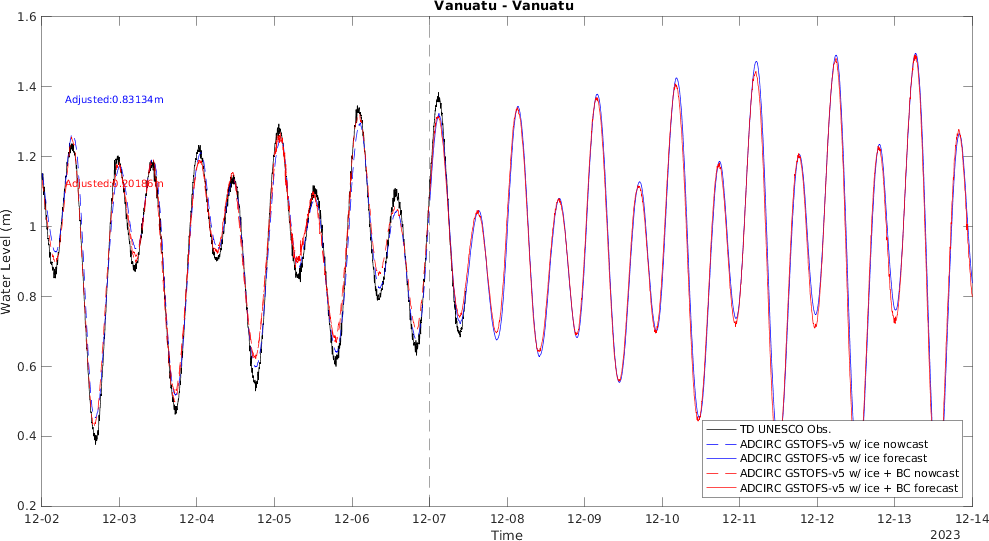 Vanuatu - Vanuatu
Water Level (m)
1.6
1.4
1.2
1
0.8
0.6
0.4
0.2
Adjusted:0.83134m
Adjusted:0.20186m
TD UNESCO Obs.
ADCIRC GSTOFS-v5 w/ ice nowcast
ADCIRC GSTOFS-v5 w/ ice forecast
ADCIRC GSTOFS-v5 w/ ice + BC nowcast
ADCIRC GSTOFS-v5 w/ ice + BC forecast
12-02 12-03 12-04 12-05 12-06 12-07 12-08 12-09 12-10 12-11 12-12 12-13 12-14
Time
2023